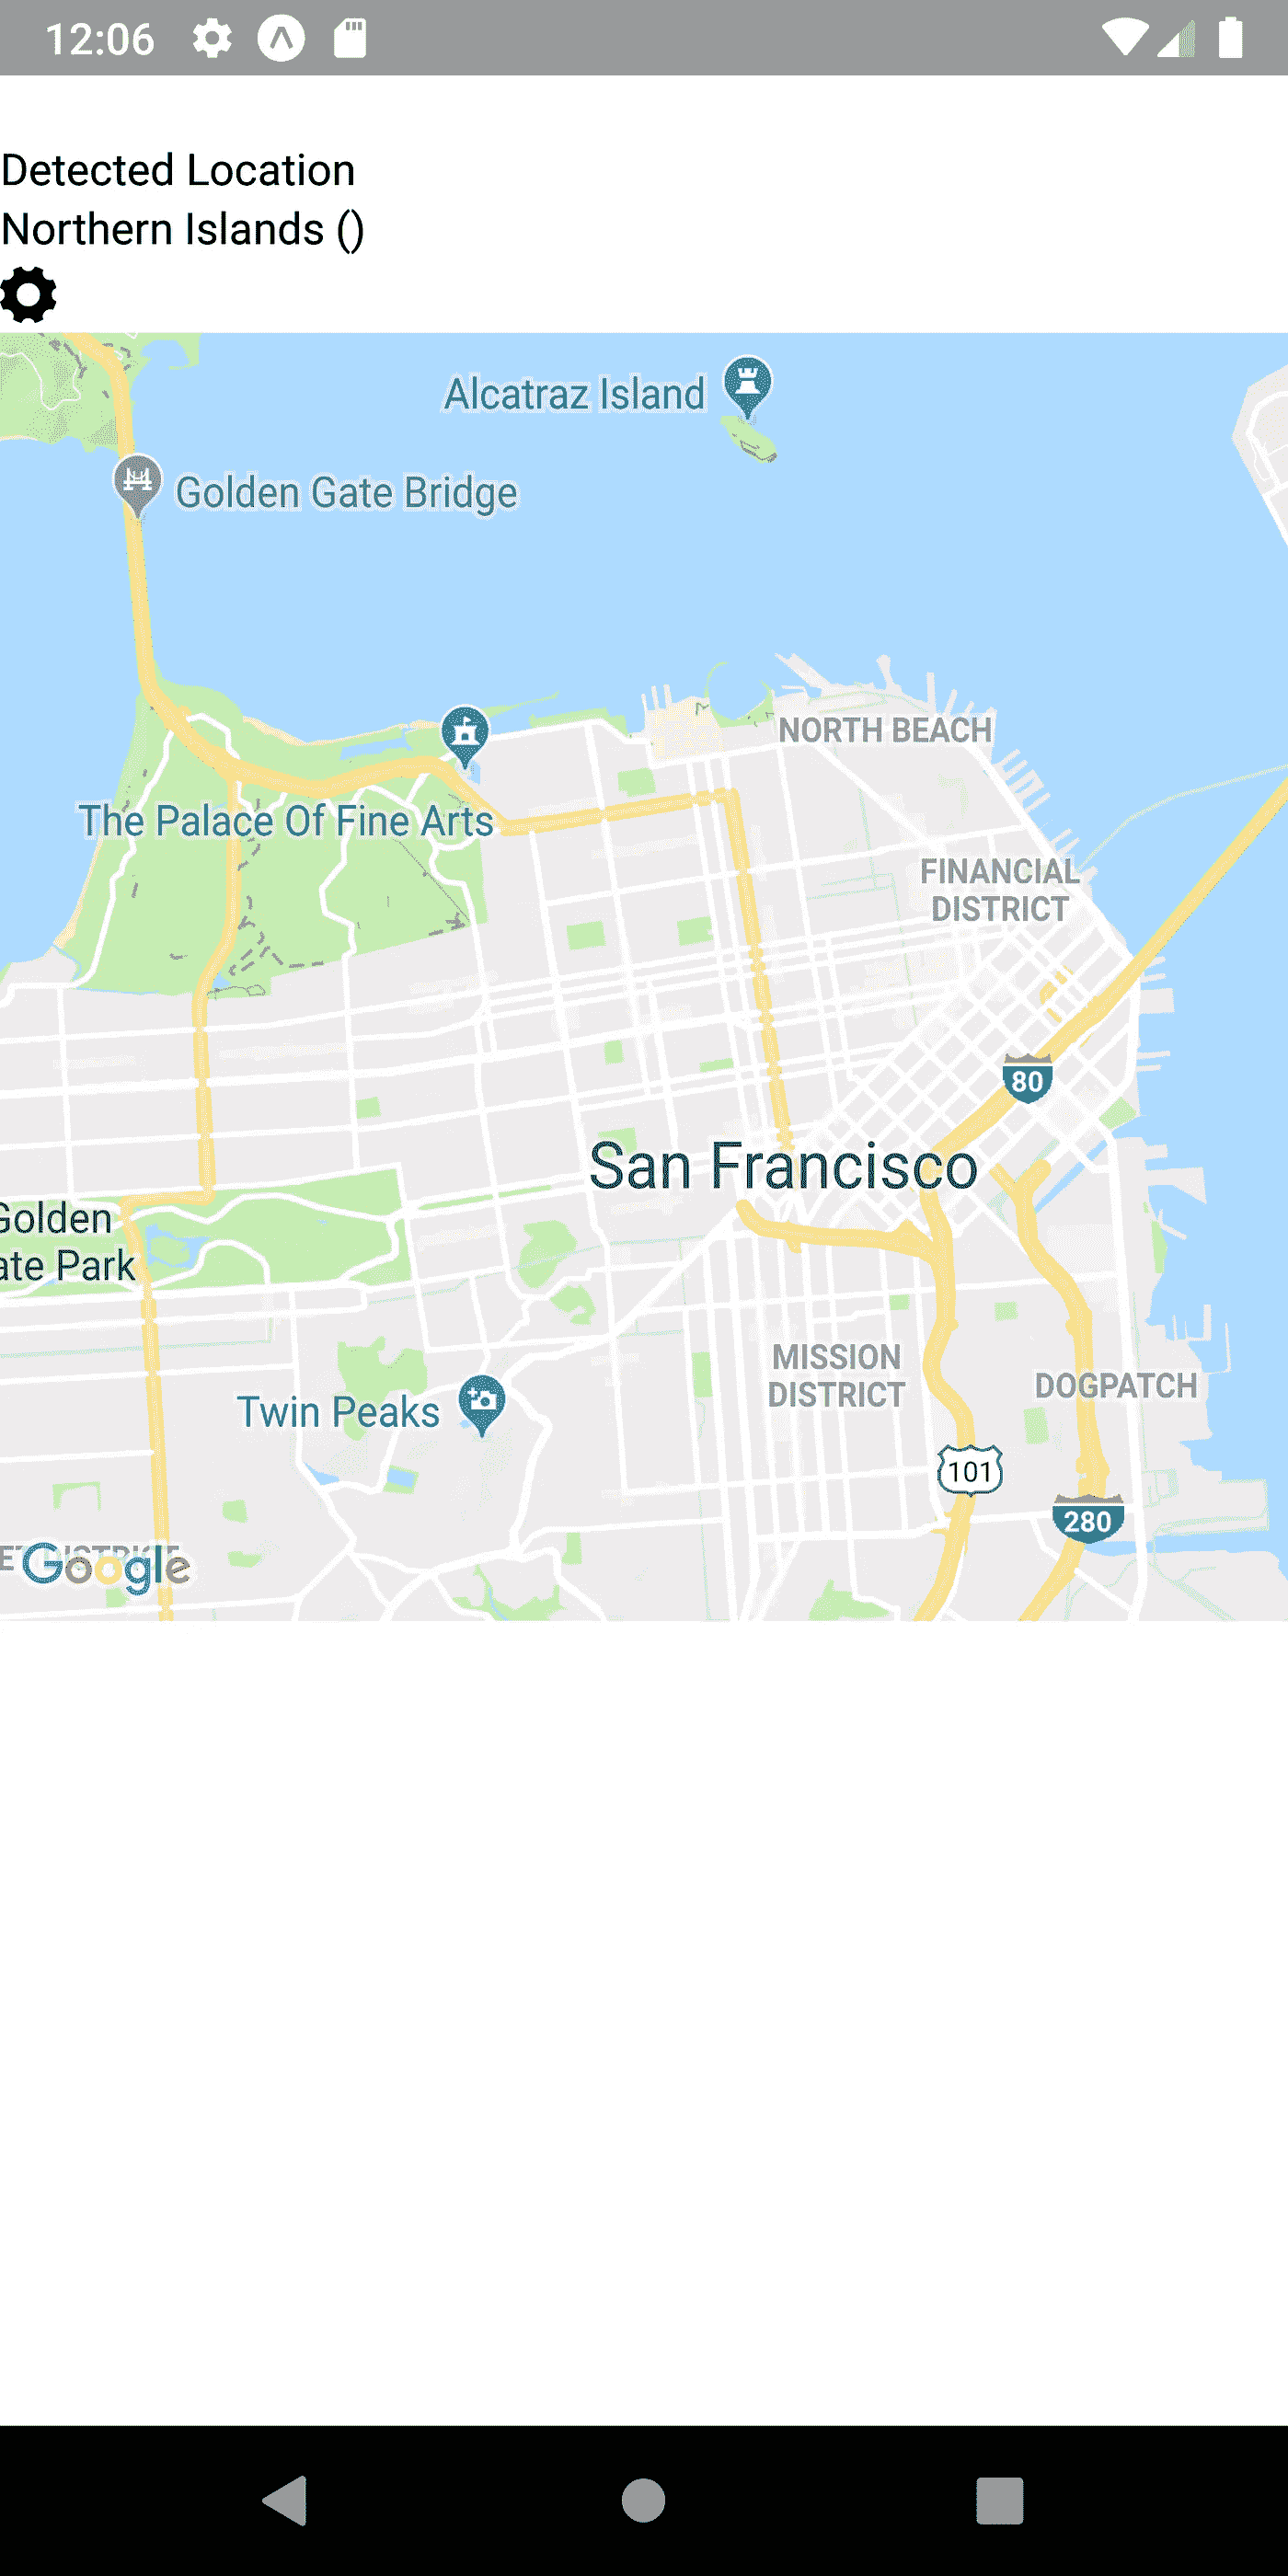 12:06
Detected Location
Northern Islands ()
Alcatraz Island
Golden Gate Bridge
NORTH BEACH
The Palace Of Fine Arts
FINANCIAL
DISTRICT
80
San Francisco
Golden
ate Park
MISSION
DISTRICT
DOGPATCH
Twin Peaks
101
280
Google